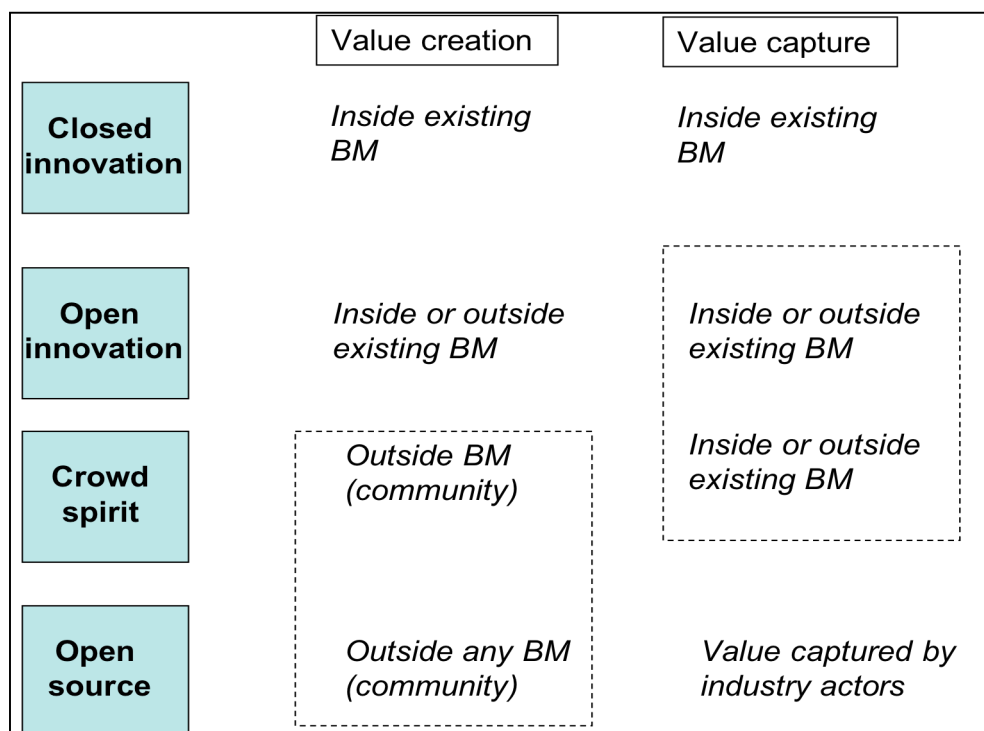 Value creation
Value capture
Closed
innovation
Inside existing
BM
Inside existing
BM
Open
innovation
Inside or outside
existing BM
Inside or outside
existing BM
Crowd
spirit
Outside BM
(community)
Inside or outside
existing BM
Open
source
Outside any BM
(community)
Value captured by
industry actors